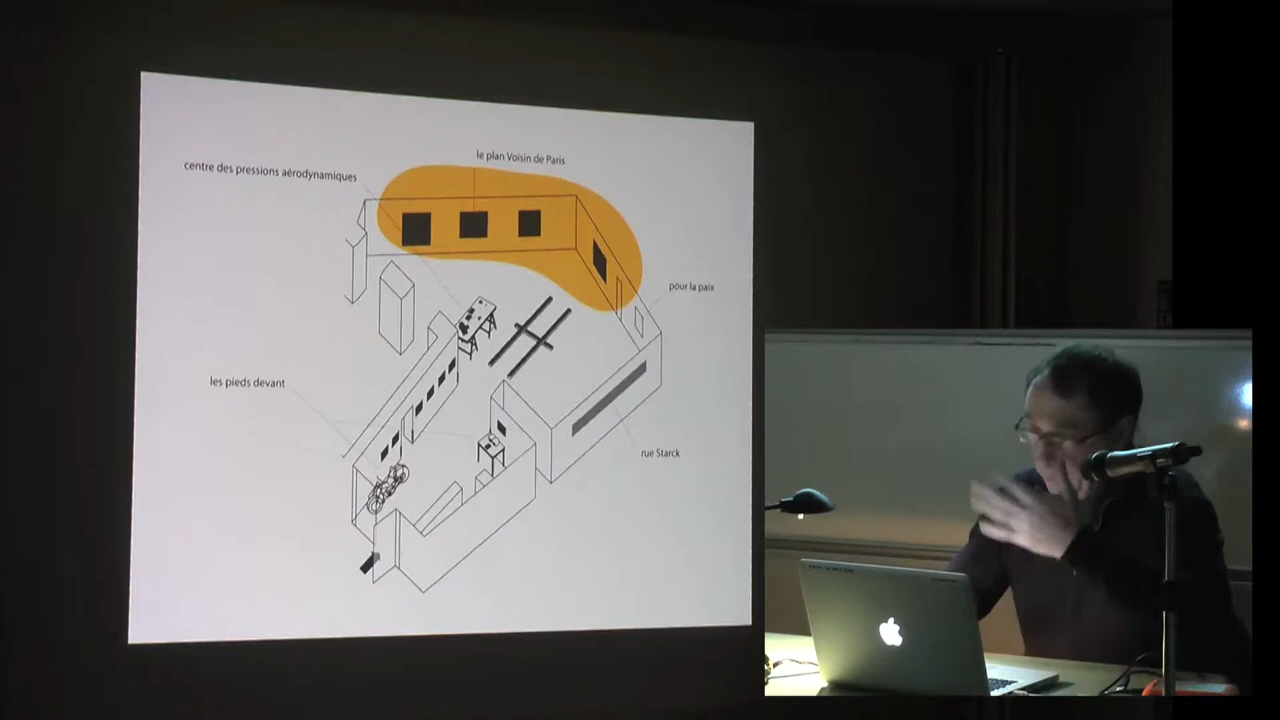 le plan Voisin de Paris
centre des pressions aérodynamiques
pour la paix
les pieds devant
rue Starck